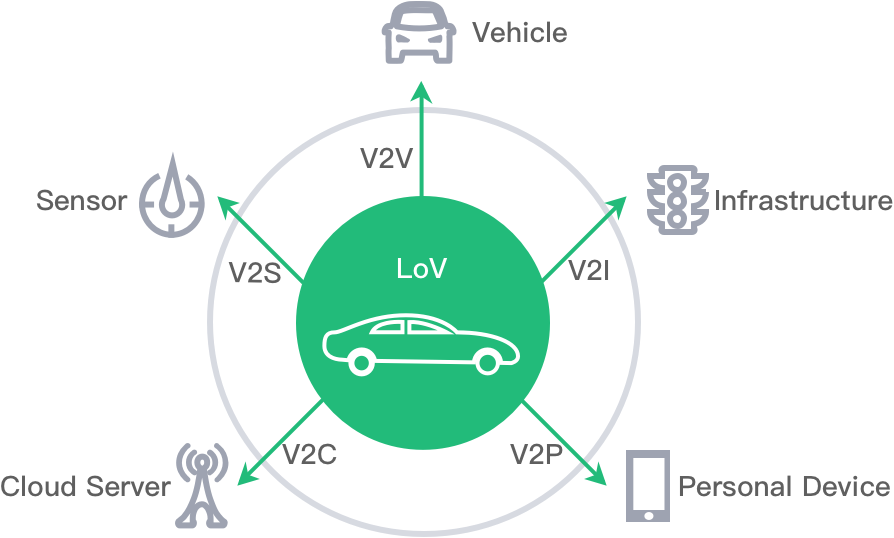 Vehicle
V2V
Sensor
Infrastructure
V2S
LoV
V2I
V2C
V2P
Cloud Server
Personal Device